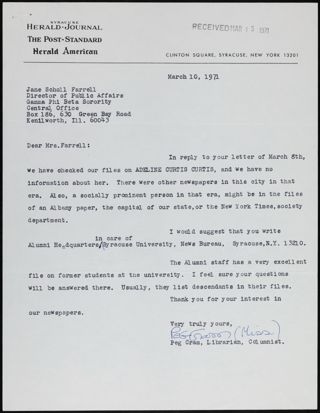 SYRACUSE
HERALD-JOURNAL
THE POST-STANDARD
Herald American
RECEIVED MAR 15 1971
CLINTON SQUARE, SYRACUSE, NEW YORK 13201
March 10, 1971
Jane Scholl Farrell
Director of Public Affairs
Gamma Phi Beta Sorority
Central Office
Box 186, 630 Green Bay Road
Kenilworth, Ill. 60043
Dear Mrs.Farrell:
In reply to your letter of March 8th,
we have checked our files on ADELINE CURTIS CURTIS, and we have no
information about her. There were other newspapers in this city in that
era. Also, a socially prominent person in that era, might be in the files
of an Albany paper, the capital of our state,or the New York Times,society
department.
I would suggest that you write
in care of
Alumni Headquarters/Syracuse University, News Bureau, Syracuse,N.Y. 13210.
The Alumni staff has a very excellent
file on former students at the university. I feel sure your questions
will be answered there. Usually, they list descendants in their files.
Thank you for your interest in
our newspapers.
Very truly yours,
(Miss)
Peg Gram, Librarian, Columnist.